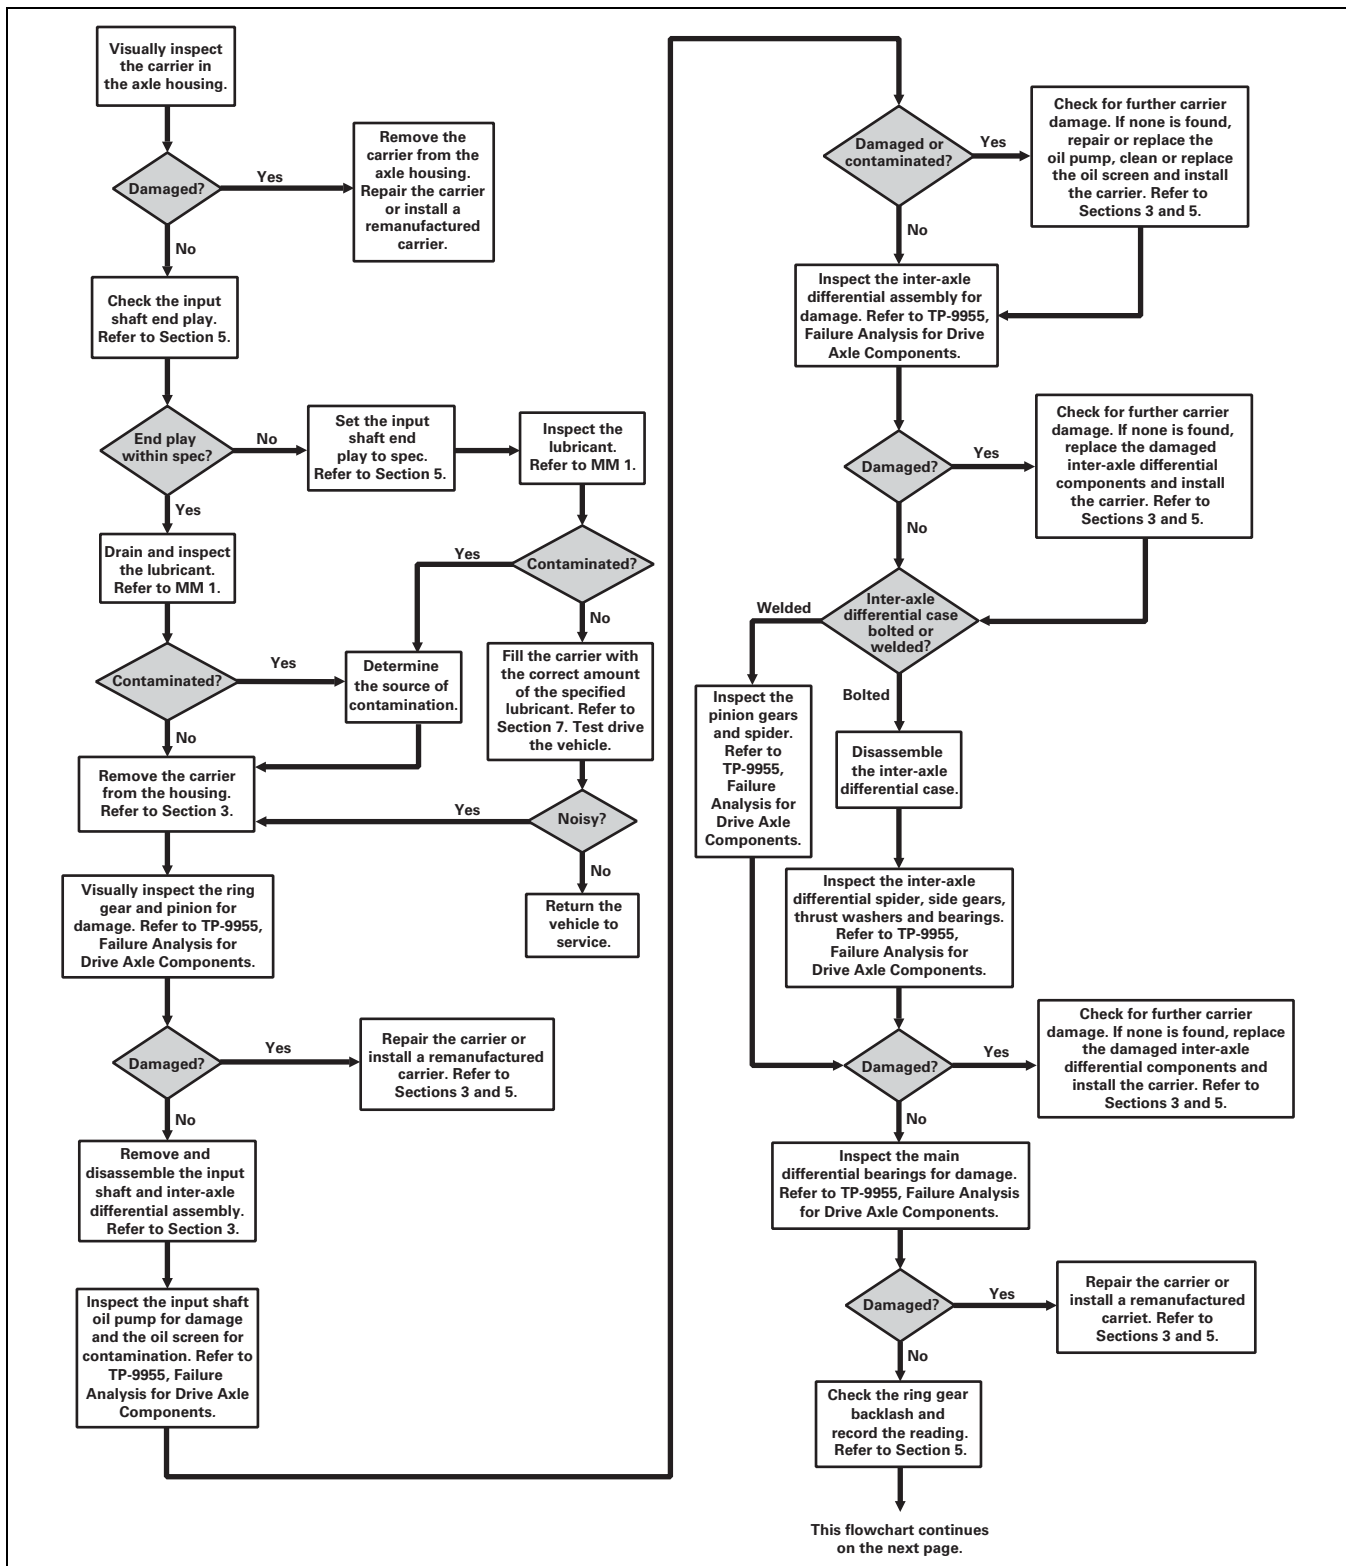 Visually inspect
the carrier in
the axle housing.
Damaged?
Yes
Remove the
carrier from the
axle housing.
Repair the carrier
or install a
remanufactured
carrier.
No
Check the input
shaft end play.
Refer to Section 5.
End play
within spec?
No
Set the input
shaft end
play to spec.
Refer to Section 5.
Inspect the
lubricant.
Refer to MM 1.
Yes
Drain and inspect
the lubricant.
Refer to MM 1.
Contaminated?
Yes
No
Contaminated?
Yes
Determine
the source of
contamination.
Fill the carrier with
the correct amount
of the specified
lubricant. Refer to
Section 7. Test drive
the vehicle.
No
Remove the carrier
from the housing.
Refer to Section 3.
Yes
Noisy?
No
Return the
vehicle to
service.
Visually inspect the ring
gear and pinion for
damage. Refer to TP-9955,
Failure Analysis for
Drive Axle Components.
Damaged?
Yes
Repair the carrier or
install a remanufactured
carrier. Refer to
Sections 3 and 5.
No
Remove and
disassemble the input
shaft and inter-axle
differential assembly.
Refer to Section 3.
Inspect the input shaft
oil pump for damage
and the oil screen for
contamination. Refer to
TP-9955, Failure
Analysis for Drive Axle
Components.
Damaged or
contaminated?
Yes
Check for further carrier
damage. If none is found,
repair or replace the
oil pump, clean or replace
the oil screen and install
the carrier. Refer to
Sections 3 and 5.
No
Inspect the inter-axle
differential assembly for
damage. Refer to TP-9955,
Failure Analysis for Drive
Axle Components.
Damaged?
Yes
Check for further carrier
damage. If none is found,
replace the damaged
inter-axle differential
components and install
the carrier. Refer to
Sections 3 and 5.
No
Inter-axle
differential case
bolted or
welded?
Welded
Inspect the
pinion gears
and spider.
Refer to
TP-9955,
Failure
Analysis for
Drive Axle
Components.
Bolted
Disassemble
the inter-axle
differential case.
Inspect the inter-axle
differential spider, side gears,
thrust washers and bearings.
Refer to TP-9955,
Failure Analysis for
Drive Axle Components.
Damaged?
Yes
Check for further carrier
damage. If none is found, replace
the damaged inter-axle
differential components and
install the carrier. Refer to
Sections 3 and 5.
No
Inspect the main
differential bearings for damage.
Refer to TP-9955, Failure Analysis
for Drive Axle Components.
Damaged?
Yes
Repair the carrier or
install a remanufactured
carriet. Refer to
Sections 3 and 5.
No
Check the ring gear
backlash and
record the reading.
Refer to Section 5.
This flowchart continues
on the next page.